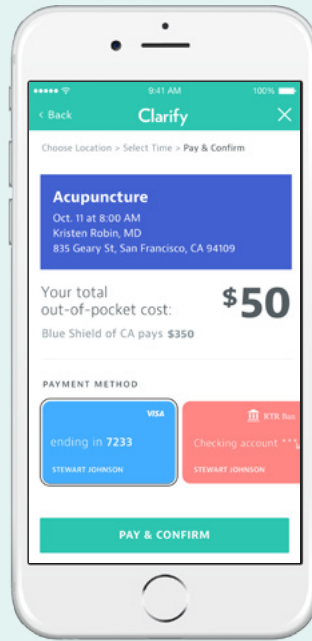 9:41 AM
100%
< Back
Clarify
Choose Location > Select Time > Pay & Confirm
Acupuncture
Oct. 11 at 8:00 AM
Kristen Robin, MD
835 Geary St, San Francisco, CA 94109
Your total
out-of-pocket cost:
$50
Blue Shield of CA pays $350
PAYMENT METHOD
VISA
ending in 7233
STEWART JOHNSON
Checking account ***
STEWART JOHNSON
PAY & CONFIRM